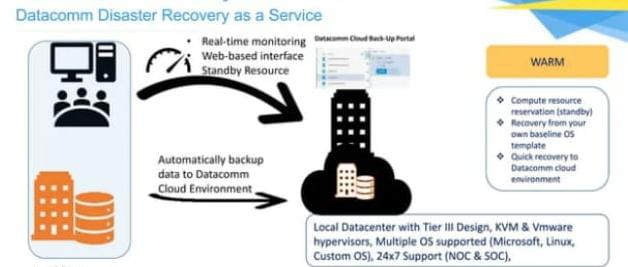 Datacomm Disaster Recovery as a Service
Real-time monitoring
Web-based interface
Standby Resource
Datacomm Cloud Back-Up Portal
WARM
Compute resource
reservation (standby)
Recovery from your
own baseline OS
template
Quick recovery to
Datacomm cloud
environment
Automatically backup
data to Datacomm
Cloud Environment
Local Datacenter with Tier III Design, KVM & Vmware
hypervisors, Multiple OS supported (Microsoft, Linux,
Custom OS), 24x7 Support (NOC & SOC),